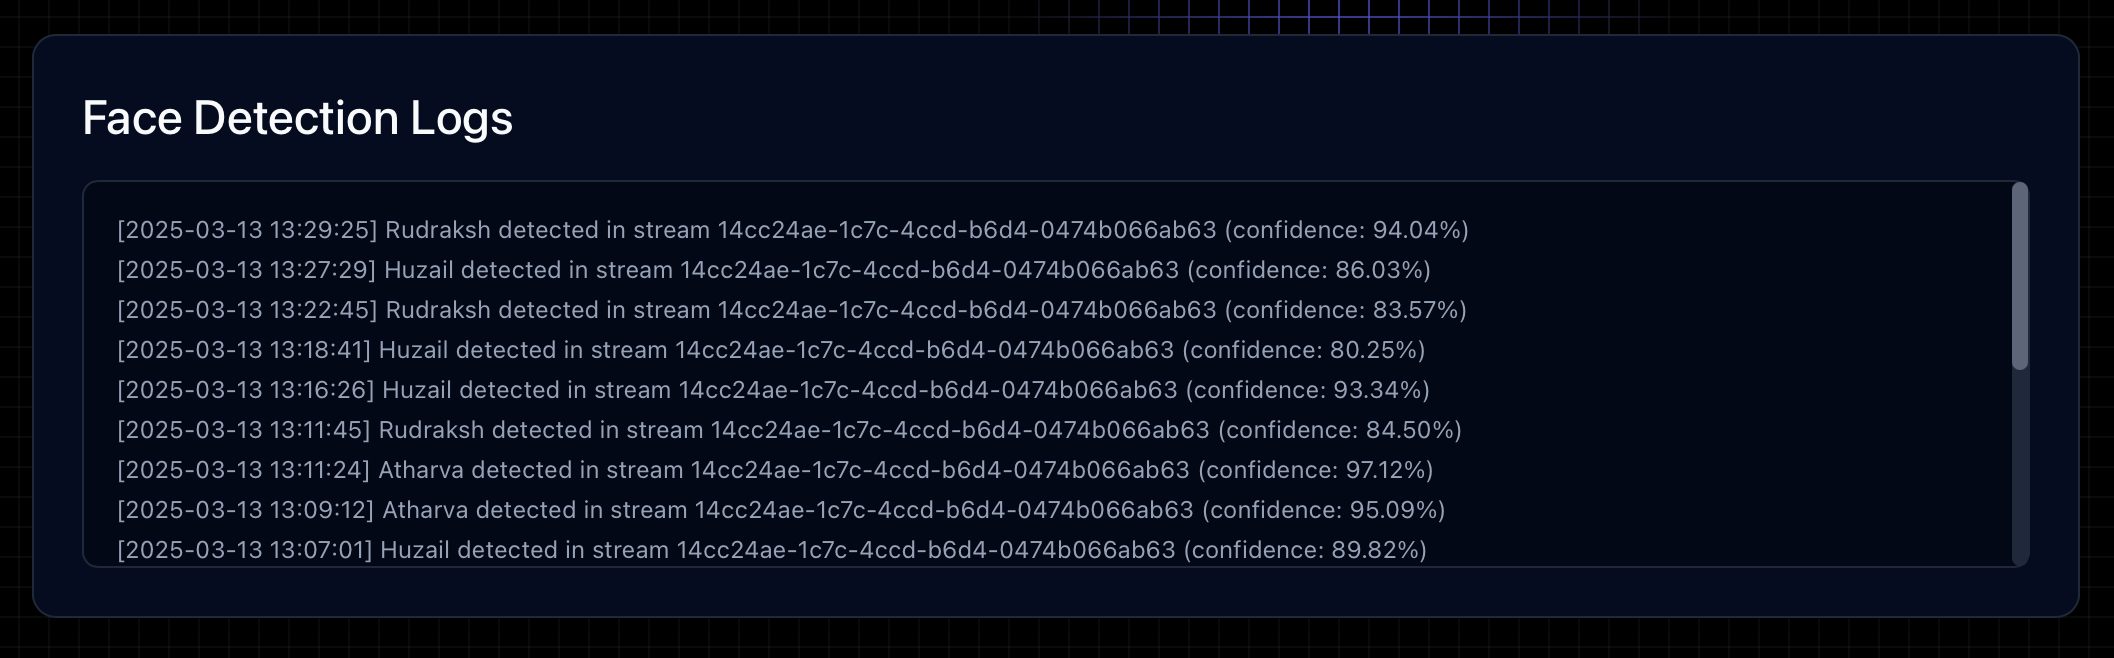 Face Detection Logs
[2025-03-13 13:29:25] Rudraksh detected in stream 14cc24ae-1c7c-4ccd-b6d4-0474b066ab63 (confidence: 94.04%)
[2025-03-13 13:27:29] Huzail detected in stream 14cc24ae-1c7c-4ccd-b6d4-0474b066ab63 (confidence: 86.03%)
[2025-03-13 13:22:45] Rudraksh detected in stream 14cc24ae-1c7c-4ccd-b6d4-0474b066ab63 (confidence: 83.57%)
[2025-03-13 13:18:41] Huzail detected in stream 14cc24ae-1c7c-4ccd-b6d4-0474b066ab63 (confidence: 80.25%)
[2025-03-13 13:16:26] Huzail detected in stream 14cc24ae-1c7c-4ccd-b6d4-0474b066ab63 (confidence: 93.34%)
[2025-03-13 13:11:45] Rudraksh detected in stream 14cc24ae-1c7c-4ccd-b6d4-0474b066ab63 (confidence: 84.50%)
[2025-03-13 13:11:24] Atharva detected in stream 14cc24ae-1c7c-4ccd-b6d4-0474b066ab63 (confidence: 97.12%)
[2025-03-13 13:09:12] Atharva detected in stream 14cc24ae-1c7c-4ccd-b6d4-0474b066ab63 (confidence: 95.09%)
[2025-03-13 13:07:01] Huzail detected in stream 14cc24ae-1c7c-4ccd-b6d4-0474b066ab63 (confidence: 89.82%)